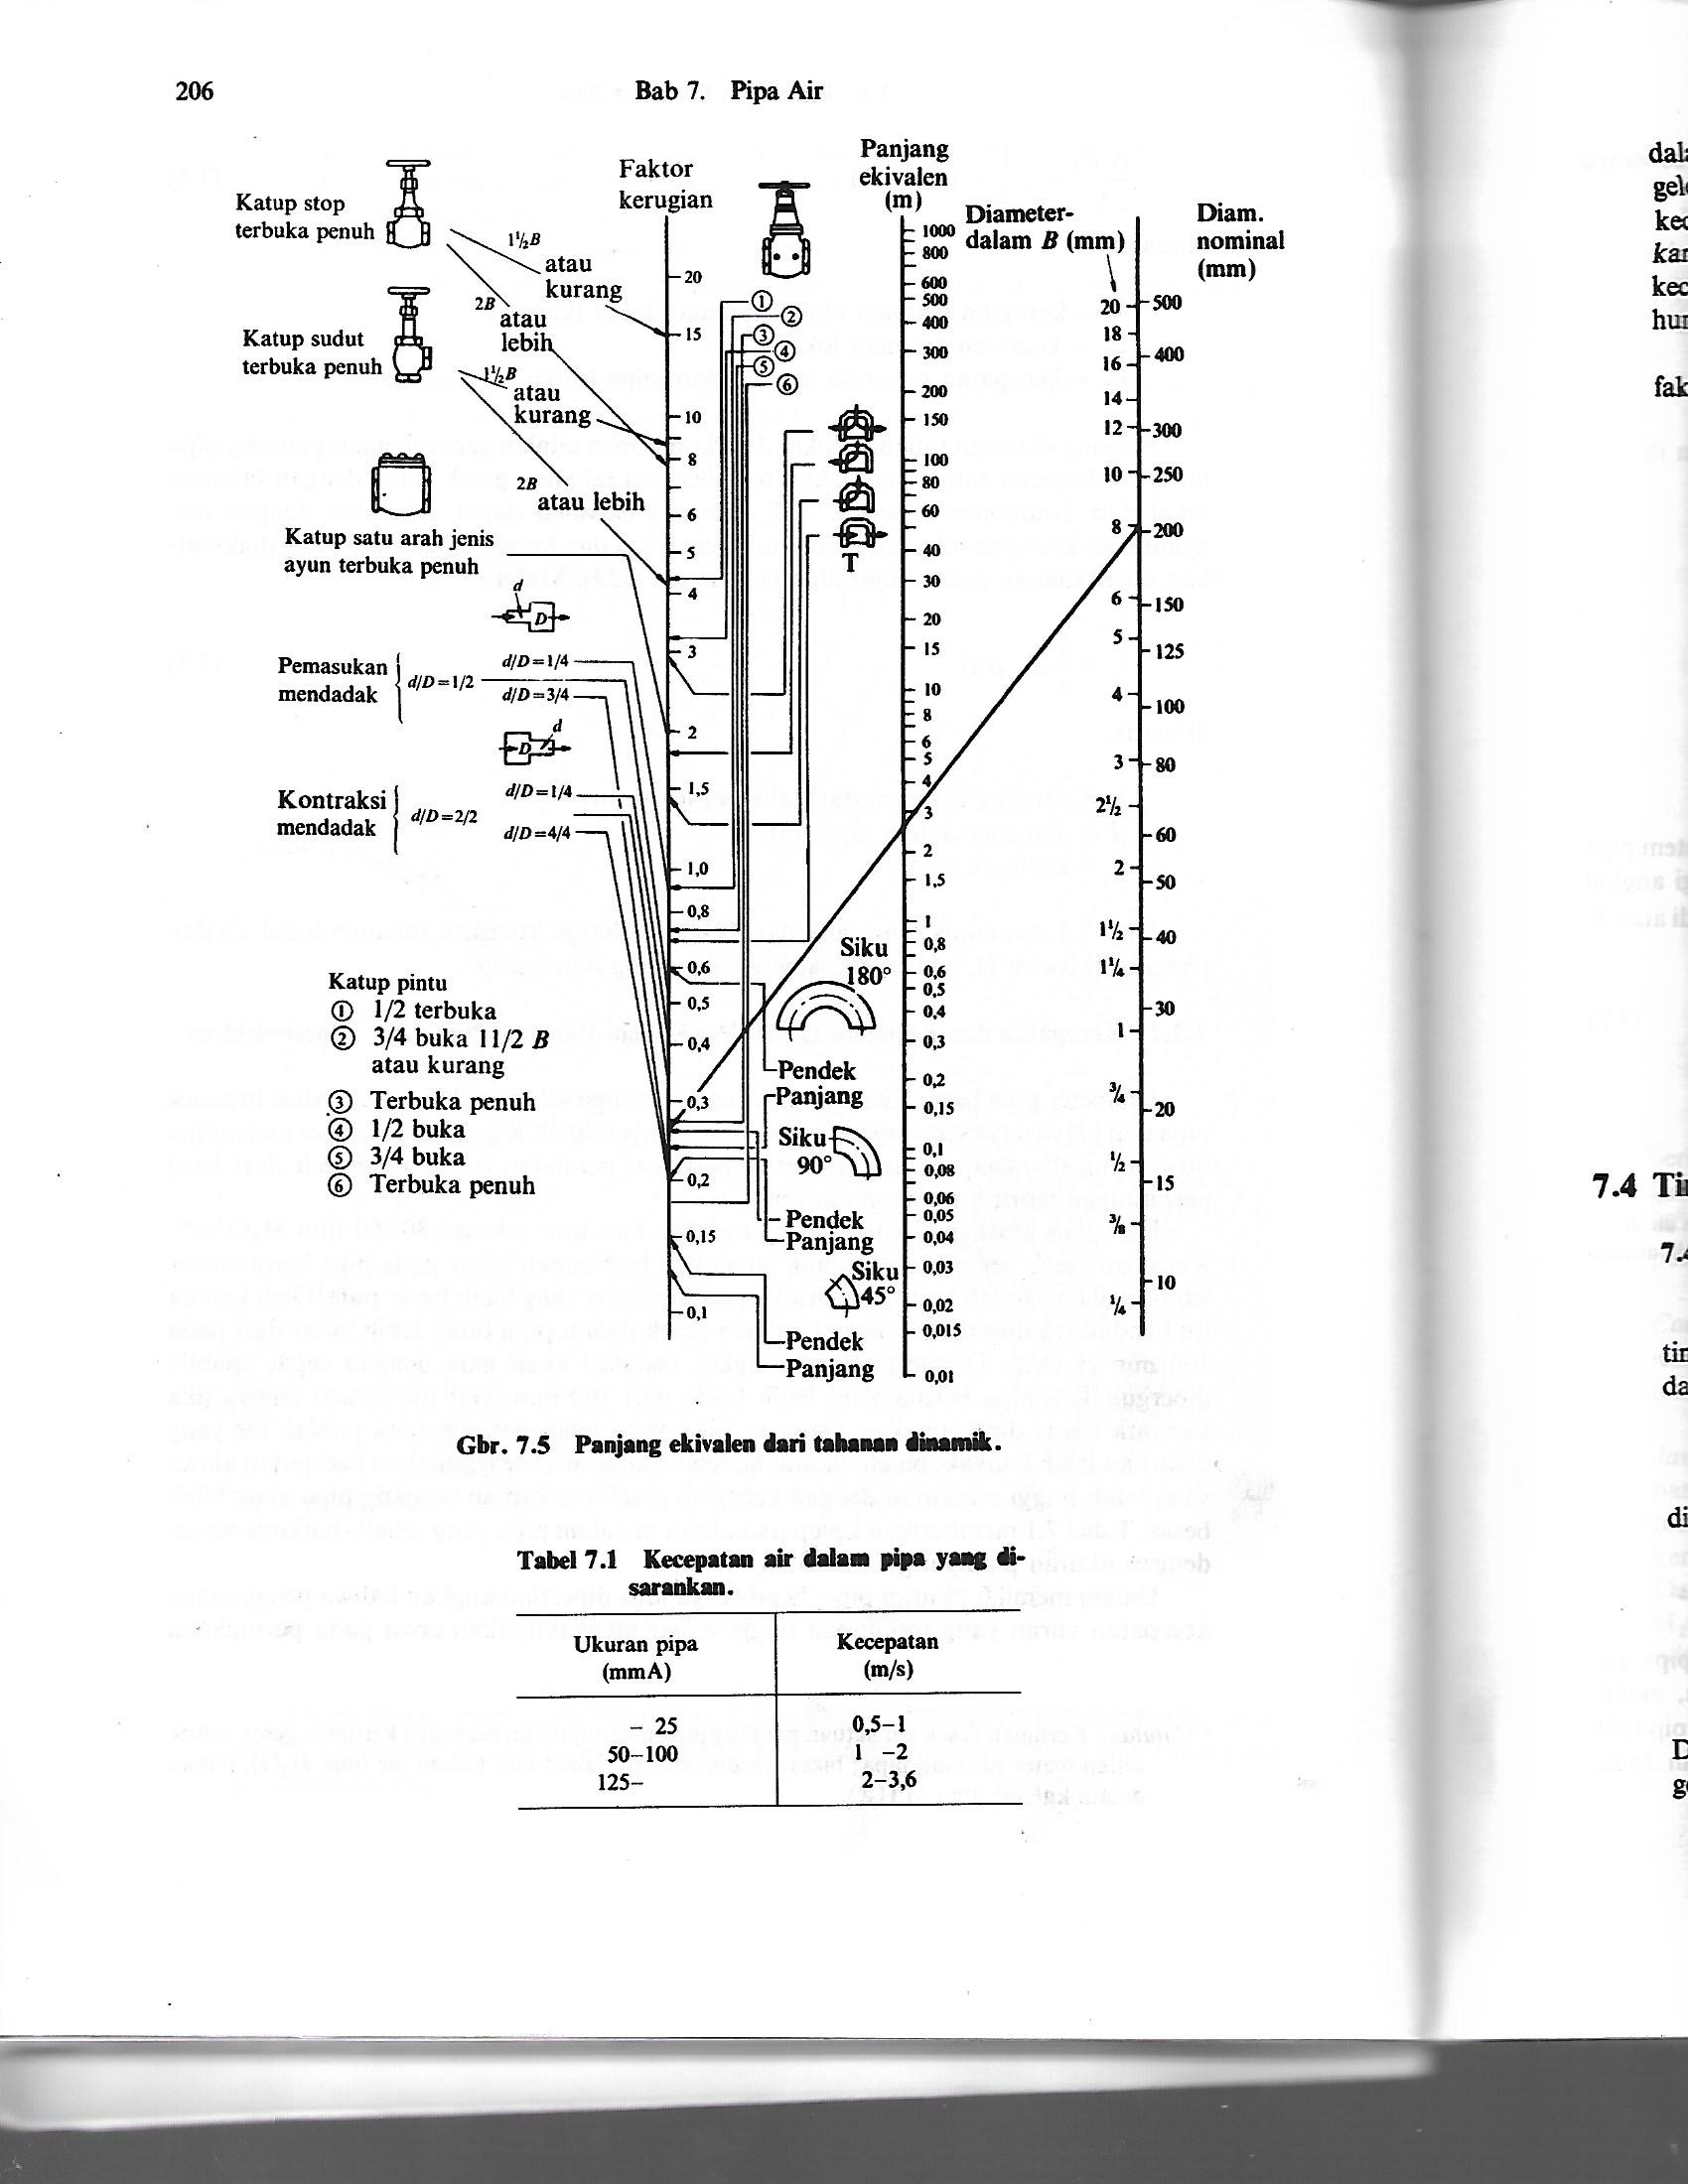 206
Bab 7. Pipa Air
Katup stop
terbuka penuh
1½B
atau
kurang
2B
atau
lebih
Katup sudut
terbuka penuh
1½B
atau
kurang
2B
atau lebih
Katup satu arah jenis
ayun terbuka penuh
d
D
Pemasukan
mendadak
d/D=1/4
d/D=1/2
d/D=3/4
d
D
Kontraksi
mendadak
d/D=1/4
d/D=2/2
d/D=4/4
Katup pintu
① 1/2 terbuka
② 3/4 buka 11/2 B
atau kurang
③ Terbuka penuh
④ 1/2 buka
⑤ 3/4 buka
⑥ Terbuka penuh
Faktor
kerugian
20
15
10
8
6
5
4
3
2
1,5
1,0
0,8
0,6
0,5
0,4
0,3
0,2
0,15
0,1
①
②
③
④
⑤
⑥
T
Siku
180°
Pendek
Panjang
Siku
90°
Pendek
Panjang
Siku
45°
Pendek
Panjang
Panjang
ekivalen
(m)
1000
800
600
500
400
300
200
150
100
80
60
40
30
20
15
10
8
6
5
4
3
2
1,5
1
0,8
0,6
0,5
0,4
0,3
0,2
0,15
0,1
0,08
0,06
0,05
0,04
0,03
0,02
0,015
0,01
Diameter-
dalam B (mm)
20
18
16
14
12
10
8
6
5
4
3
2½
2
1½
1¼
1
¾
½
⅜
¼
Diam.
nominal
(mm)
500
400
300
250
200
150
125
100
80
60
50
40
30
20
15
10
Gbr. 7.5 Panjang ekivalen dari tahanan dinamik.
Tabel 7.1 Kecepatan air dalam pipa yang di-
sarankan.
Ukuran pipa Kecepatan
(mmA) (m/s)
– 25 0,5–1
50–100 1 –2
125– 2–3,6
7.4